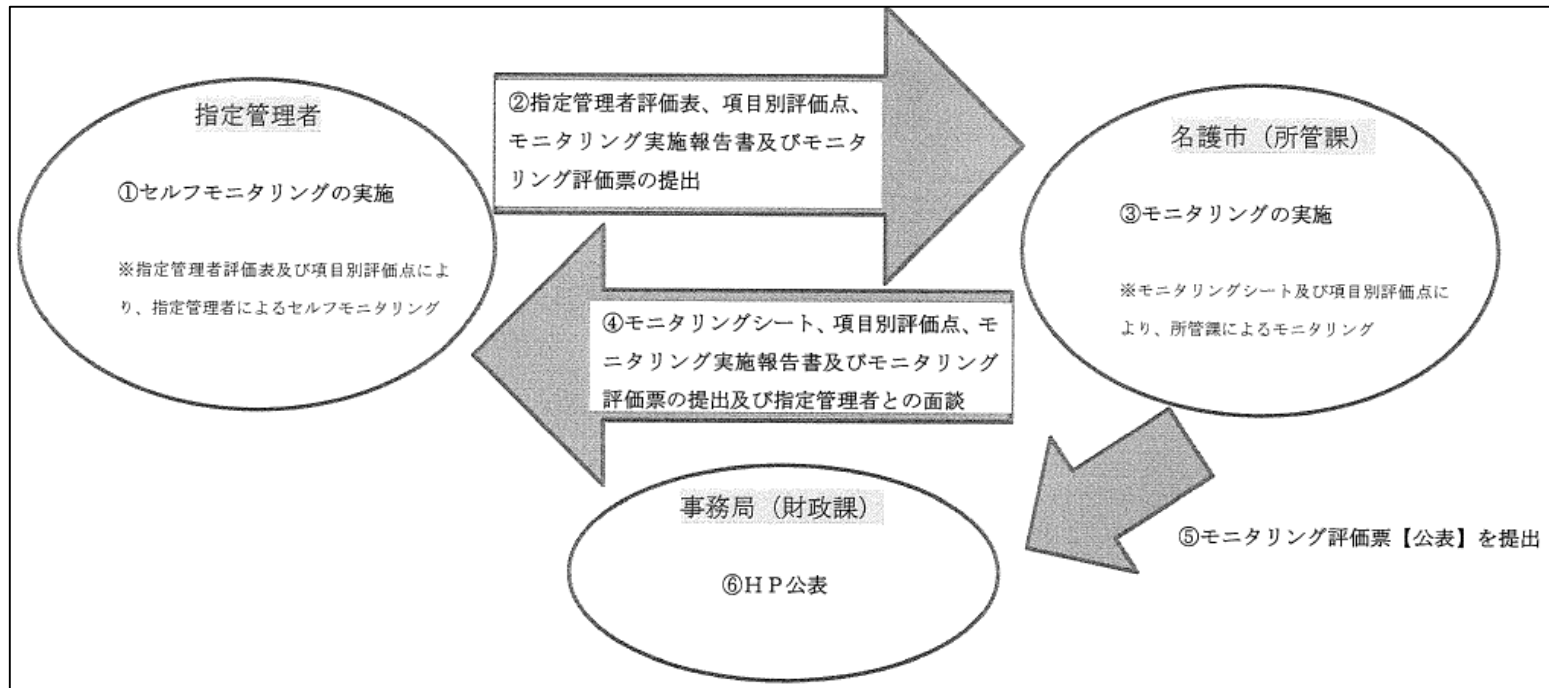 指定管理者
①セルフモニタリングの実施
※指定管理者評価表及び項目別評価点によ
り、指定管理者によるセルフモニタリング
②指定管理者評価表、項目別評価点、
モニタリング実施報告書及びモニタ
リング評価票の提出
名護市（所管課）
③モニタリングの実施
※モニタリングシート及び項目別評価点に
より、所管課によるモニタリング
④モニタリングシート、項目別評価点、モ
ニタリング実施報告書及びモニタリング
評価票の提出及び指定管理者との面談
⑤モニタリング評価票【公表】を提出
事務局（財政課）
⑥ＨＰ公表